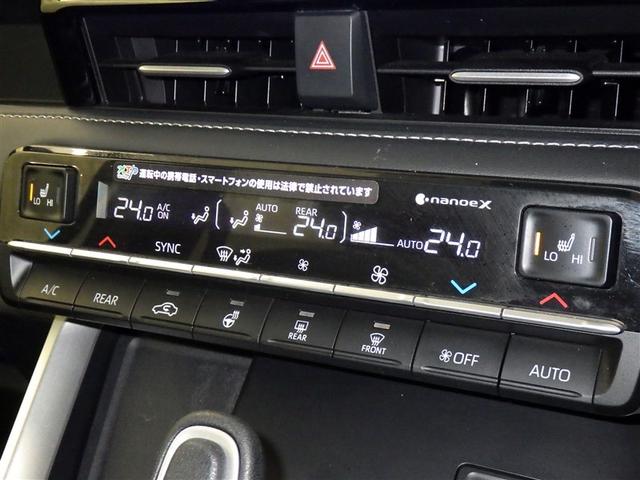 運転中の携帯電話・スマートフォンの使用は法律で禁止されています
nanoeX
LO HI
24.0 A/C ON
AUTO REAR 24.0
AUTO 24.0
LO HI
SYNC
A/C
REAR
REAR
FRONT
OFF
AUTO